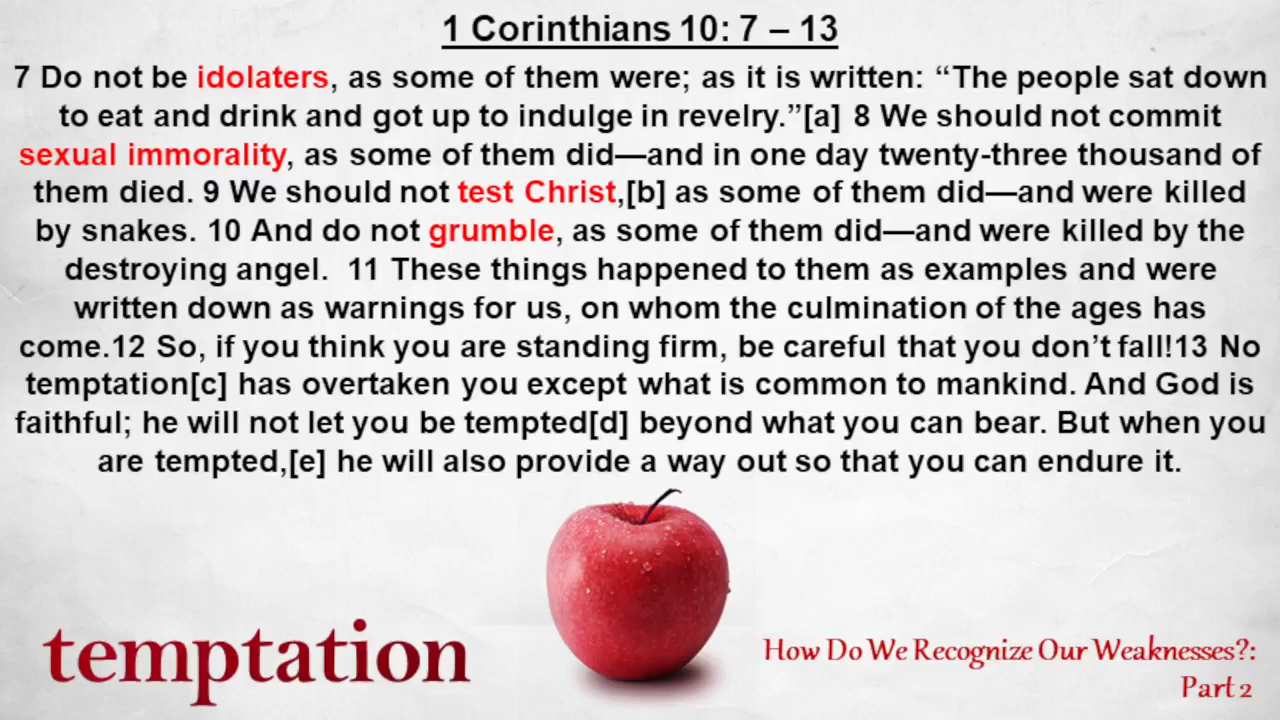 1 Corinthians 10: 7 – 13
7 Do not be idolaters, as some of them were; as it is written: “The people sat down
to eat and drink and got up to indulge in revelry.”[a] 8 We should not commit
sexual immorality, as some of them did—and in one day twenty-three thousand of
them died. 9 We should not test Christ,[b] as some of them did—and were killed
by snakes. 10 And do not grumble, as some of them did—and were killed by the
destroying angel. 11 These things happened to them as examples and were
written down as warnings for us, on whom the culmination of the ages has
come.12 So, if you think you are standing firm, be careful that you don’t fall!13 No
temptation[c] has overtaken you except what is common to mankind. And God is
faithful; he will not let you be tempted[d] beyond what you can bear. But when you
are tempted,[e] he will also provide a way out so that you can endure it.
temptation
How Do We Recognize Our Weaknesses?:
Part 2